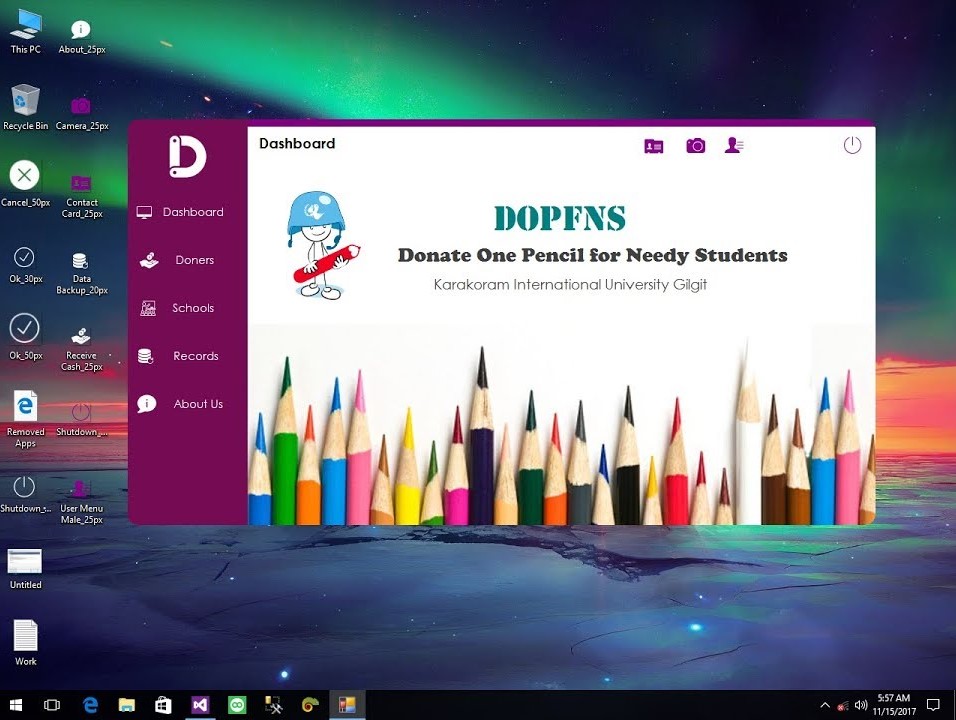 This PC
About_25px
Recycle Bin
Camera_25px
Cancel_50px
Contact
Card_25px
Ok_30px
Data
Backup_20px
Ok_50px
Receive
Cash_25px
Removed
Apps
Shutdown_...
Shutdown_-...
User Menu
Male_25px
Untitled
Work
D
Dashboard
Doners
Schools
Records
About Us
Dashboard
DOPFNS
Donate One Pencil for Needy Students
Karakoram International University Gilgit
5:57 AM
11/15/2017